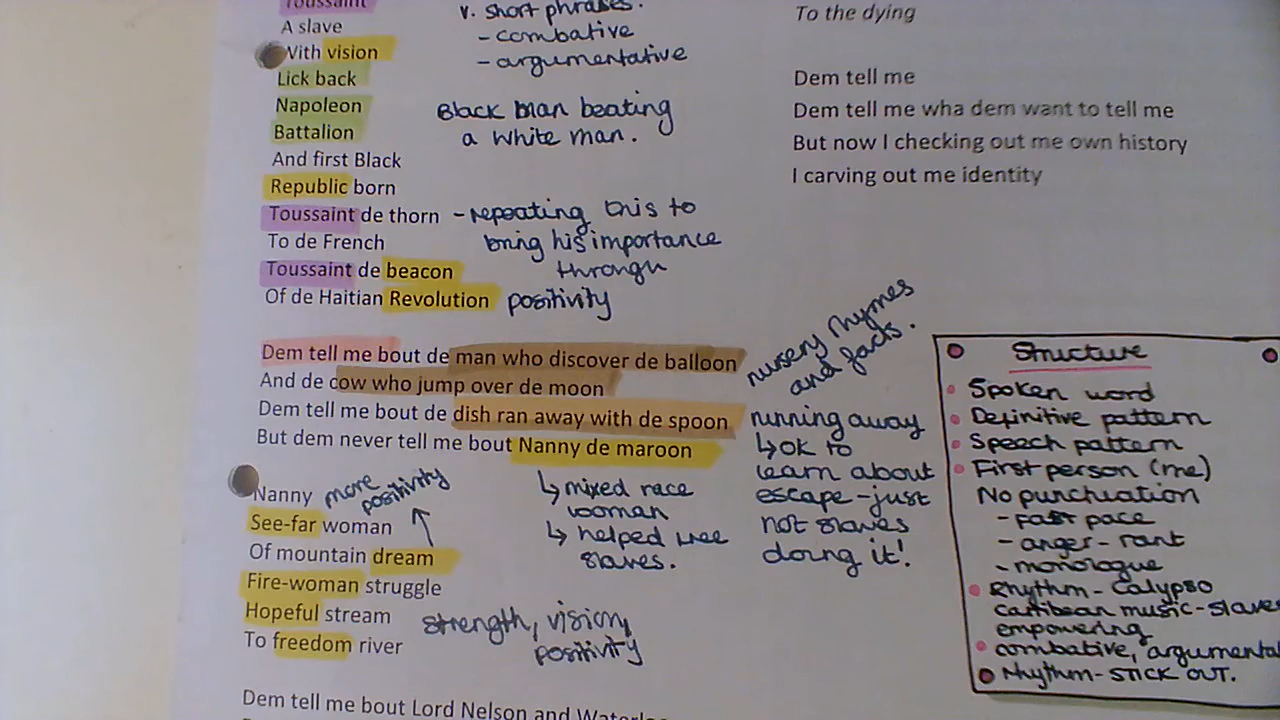 Toussaint
A slave
With vision
Lick back
Napoleon
Battalion
And first Black
Republic born
Toussaint de thorn
To de French
Toussaint de beacon
Of de Haitian Revolution
v. short phrases.
- combative
- argumentative
Black man beating
a white man.
- repeating this to
bring his importance
through
positivity
Dem tell me bout de man who discover de balloon
And de cow who jump over de moon
Dem tell me bout de dish ran away with de spoon
But dem never tell me bout Nanny de maroon
nursery rhymes
and facts.
running away
↳ ok to
learn about
escape - just
not slaves
doing it!
↳ mixed race
woman
↳ helped free
slaves.
Nanny
See-far woman
Of mountain dream
Fire-woman struggle
Hopeful stream
To freedom river
more
positivity
strength, vision,
positivity
Dem tell me bout Lord Nelson and
To the dying
Dem tell me
Dem tell me wha dem want to tell me
But now I checking out me own history
I carving out me identity
Structure
• Spoken word
• Definitive pattern
• Speech pattern
• First person (me)
No punctuation
- fast pace
- anger - rant
- monologue
• Rhythm - Calypso
Caribbean music - slaves
empowering
• combative, argumenta
• Rhythm - STICK OUT.